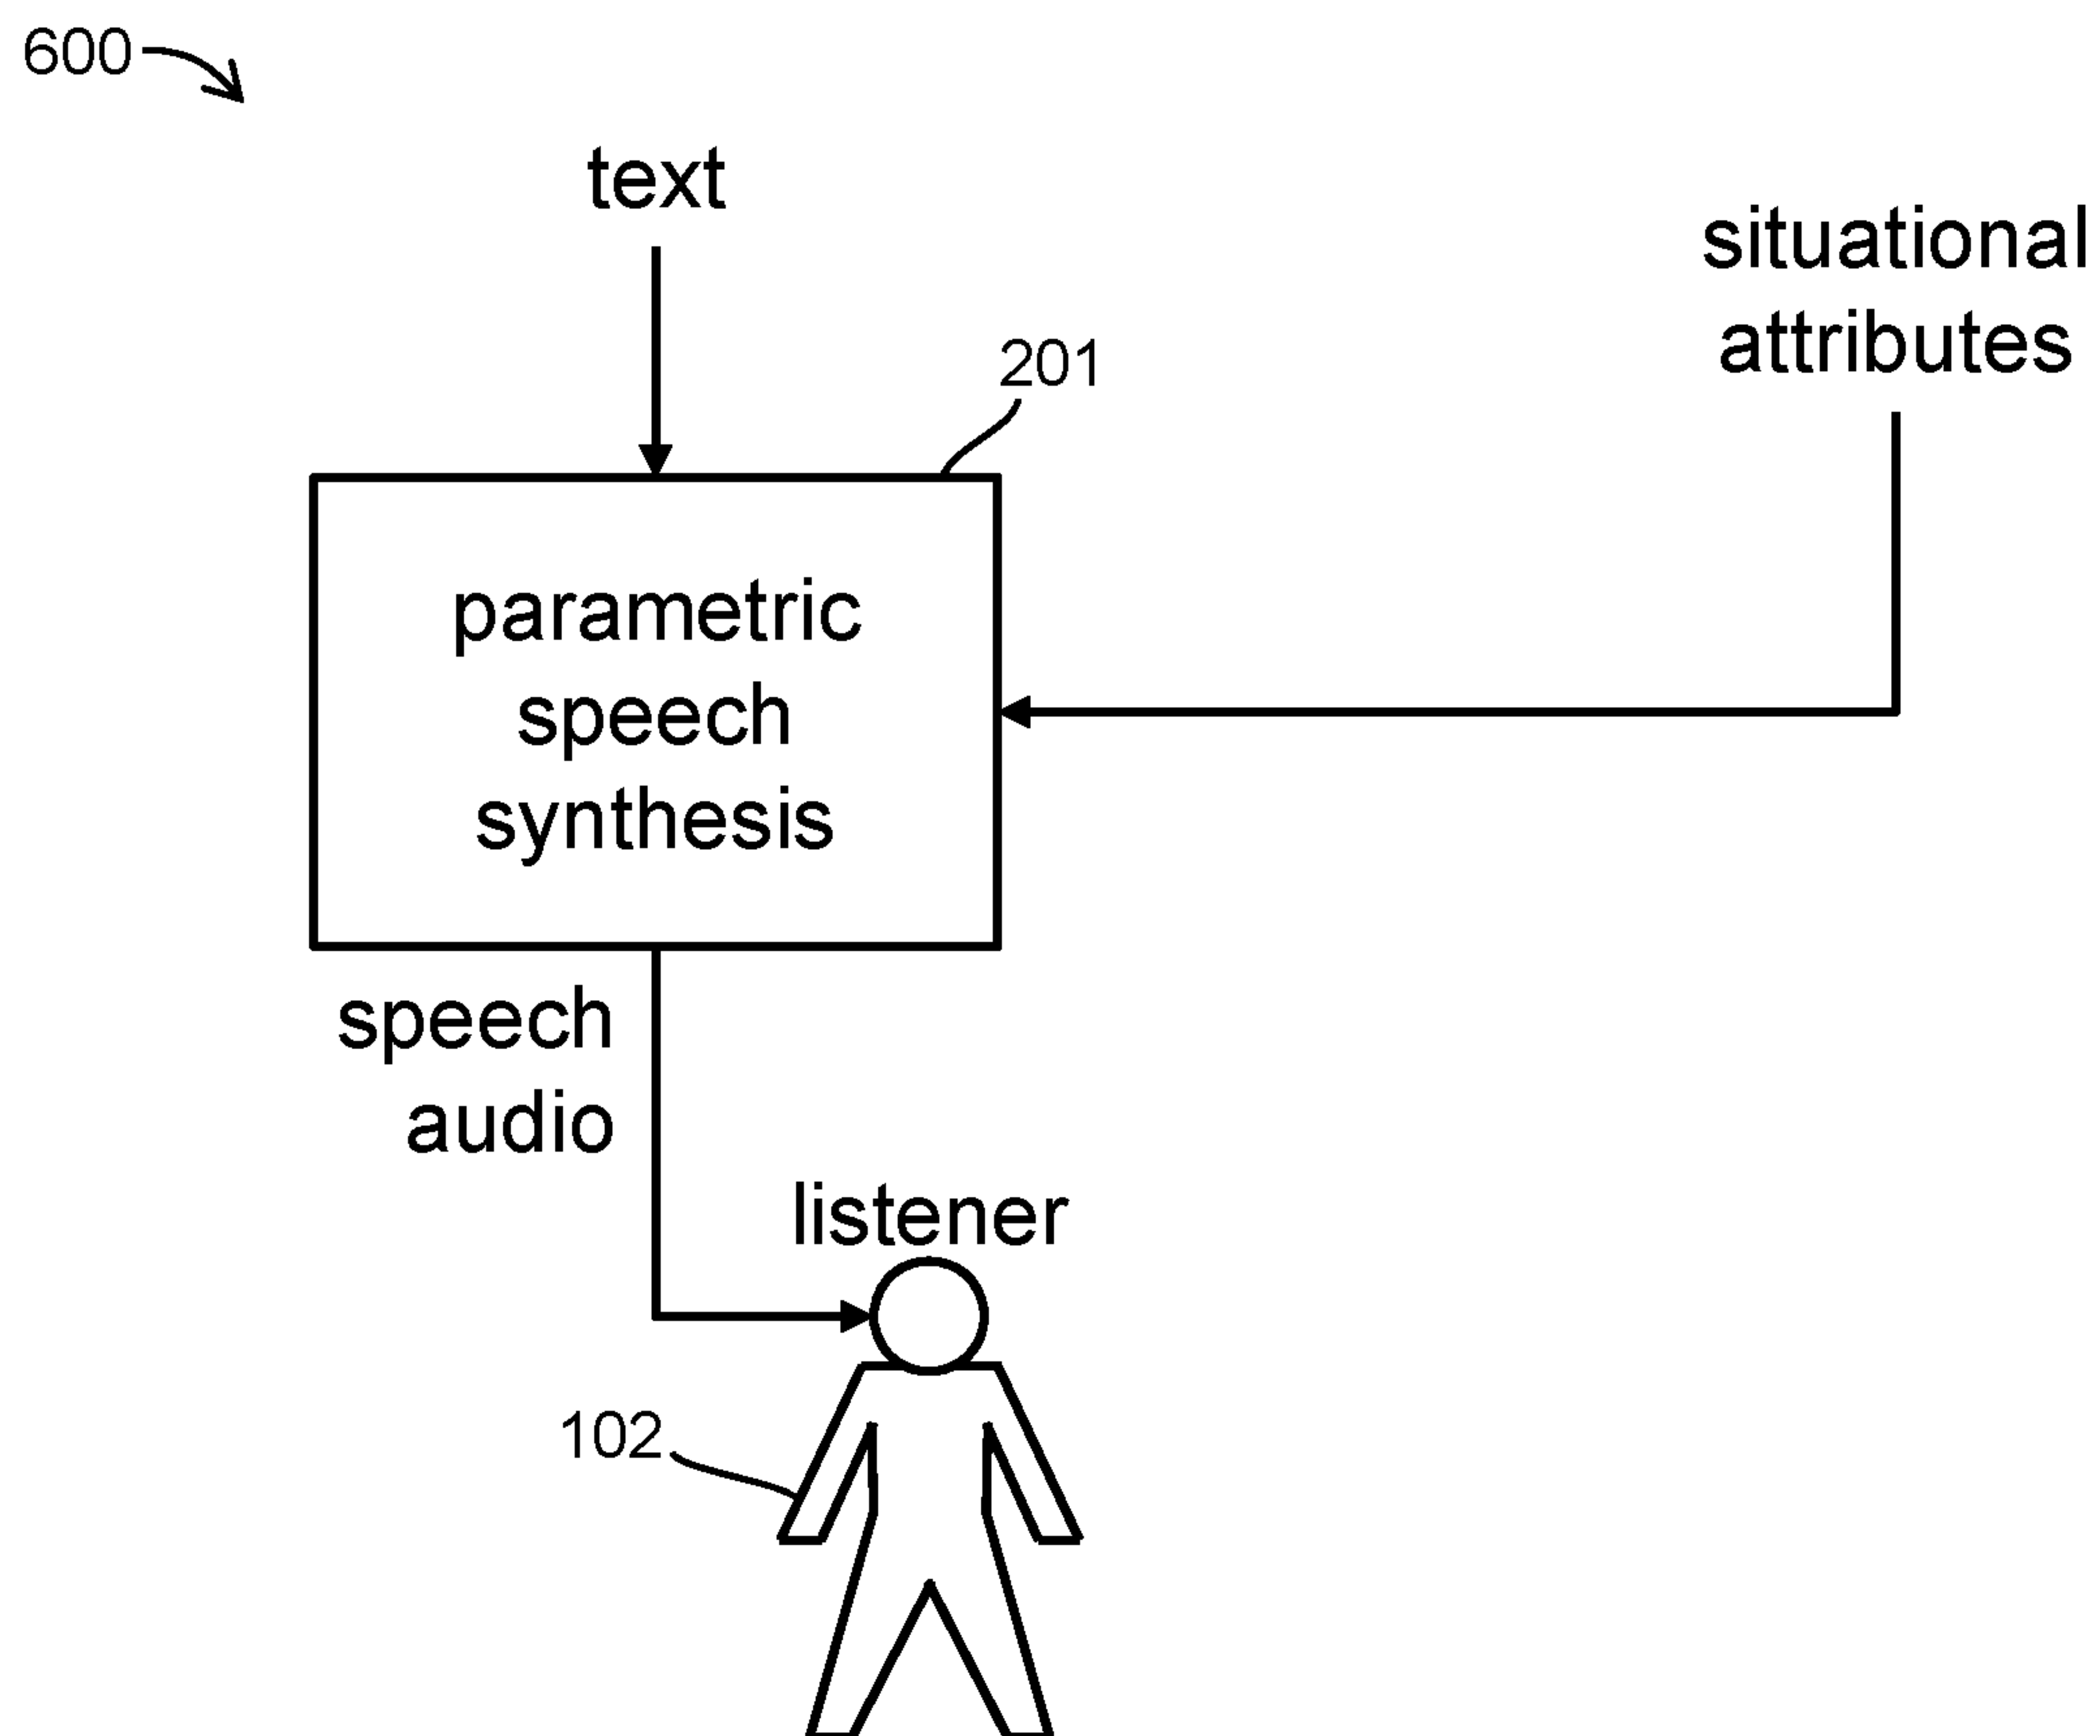 600
text
situational
attributes
201
parametric
speech
synthesis
speech
audio
listener
102